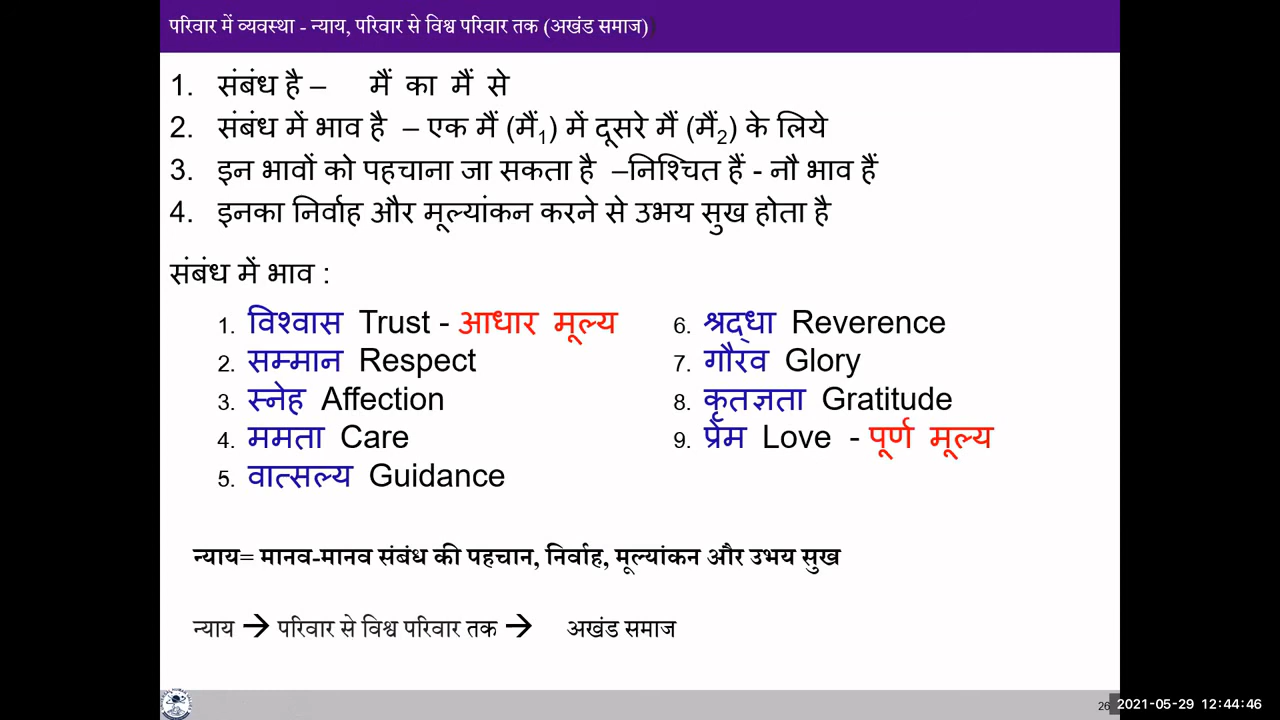 परिवार में व्यवस्था - न्याय, परिवार से विश्व परिवार तक (अखंड समाज)
1. संबंध है – मैं का मैं से
2. संबंध में भाव है – एक मैं (मैं1) में दूसरे मैं (मैं2) के लिये
3. इन भावों को पहचाना जा सकता है –निश्चित हैं - नौ भाव हैं
4. इनका निर्वाह और मूल्यांकन करने से उभय सुख होता है
संबंध में भाव :
1. विश्वास Trust - आधार मूल्य
2. सम्मान Respect
3. स्नेह Affection
4. ममता Care
5. वात्सल्य Guidance
6. श्रद्धा Reverence
7. गौरव Glory
8. कृतज्ञता Gratitude
9. प्रेम Love - पूर्ण मूल्य
न्याय= मानव-मानव संबंध की पहचान, निर्वाह, मूल्यांकन और उभय सुख
न्याय → परिवार से विश्व परिवार तक → अखंड समाज
26
2021-05-29 12:44:46